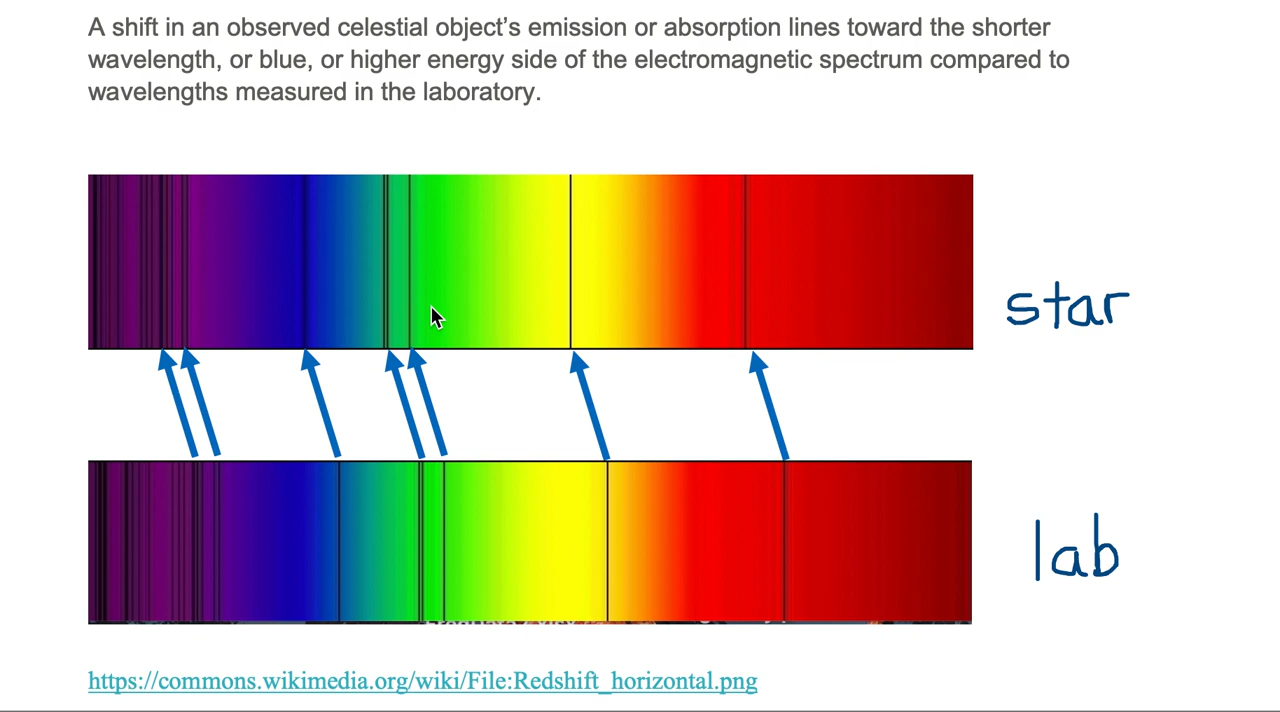 A shift in an observed celestial object’s emission or absorption lines toward the shorter
wavelength, or blue, or higher energy side of the electromagnetic spectrum compared to
wavelengths measured in the laboratory.
star
lab
https://commons.wikimedia.org/wiki/File:Redshift_horizontal.png